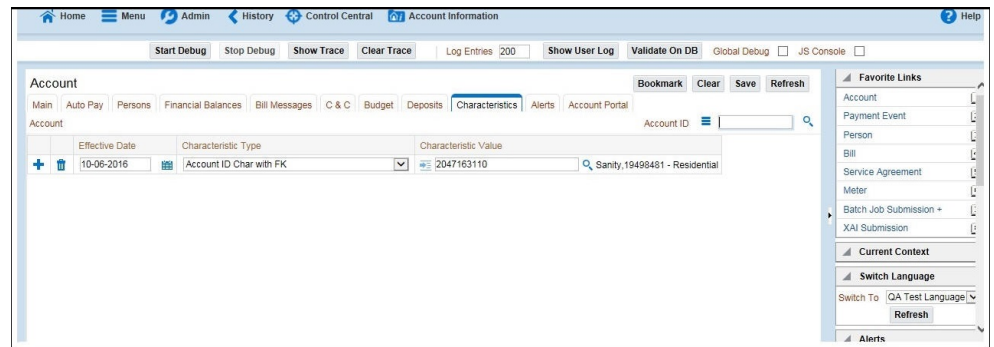 Home Menu Admin History Control Central Account Information Help
Start Debug Stop Debug Show Trace Clear Trace Log Entries 200 Show User Log Validate On DB Global Debug JS Console
Account Bookmark Clear Save Refresh
Main Auto Pay Persons Financial Balances Bill Messages C & C Budget Deposits Characteristics Alerts Account Portal
Account Account ID
Effective Date Characteristic Type Characteristic Value
10-06-2016 Account ID Char with FK 2047163110 Sanity,19498481 - Residential
Favorite Links
Account
Payment Event
Person
Bill
Service Agreement
Meter
Batch Job Submission +
XAI Submission
Current Context
Switch Language
Switch To QA Test Language
Refresh
Alerts